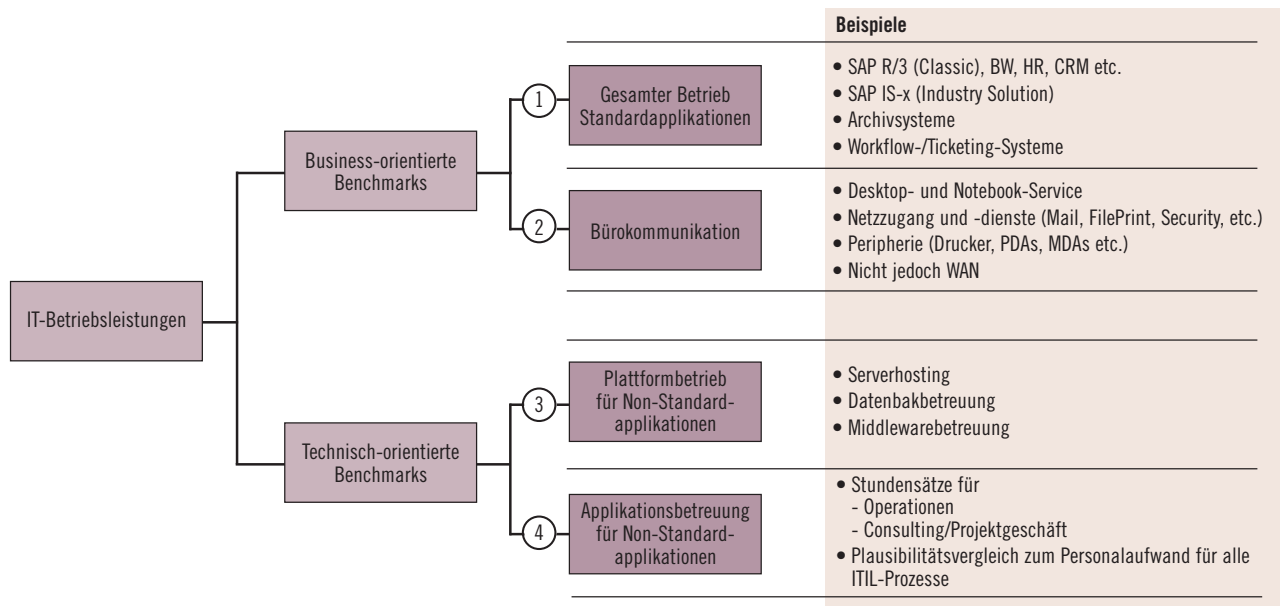 Beispiele
IT-Betriebsleistungen
Business-orientierte
Benchmarks
1
Gesamter Betrieb
Standardapplikationen
• SAP R/3 (Classic), BW, HR, CRM etc.
• SAP IS-x (Industry Solution)
• Archivsysteme
• Workflow-/Ticketing-Systeme
2
Bürokommunikation
• Desktop- und Notebook-Service
• Netzzugang und -dienste (Mail, FilePrint, Security, etc.)
• Peripherie (Drucker, PDAs, MDAs etc.)
• Nicht jedoch WAN
Technisch-orientierte
Benchmarks
3
Plattformbetrieb
für Non-Standard-
applikationen
• Serverhosting
• Datenbakbetreuung
• Middlewarebetreuung
4
Applikationsbetreuung
für Non-Standard-
applikationen
• Stundensätze für
- Operationen
- Consulting/Projektgeschäft
• Plausibilitätsvergleich zum Personalaufwand für alle
ITIL-Prozesse